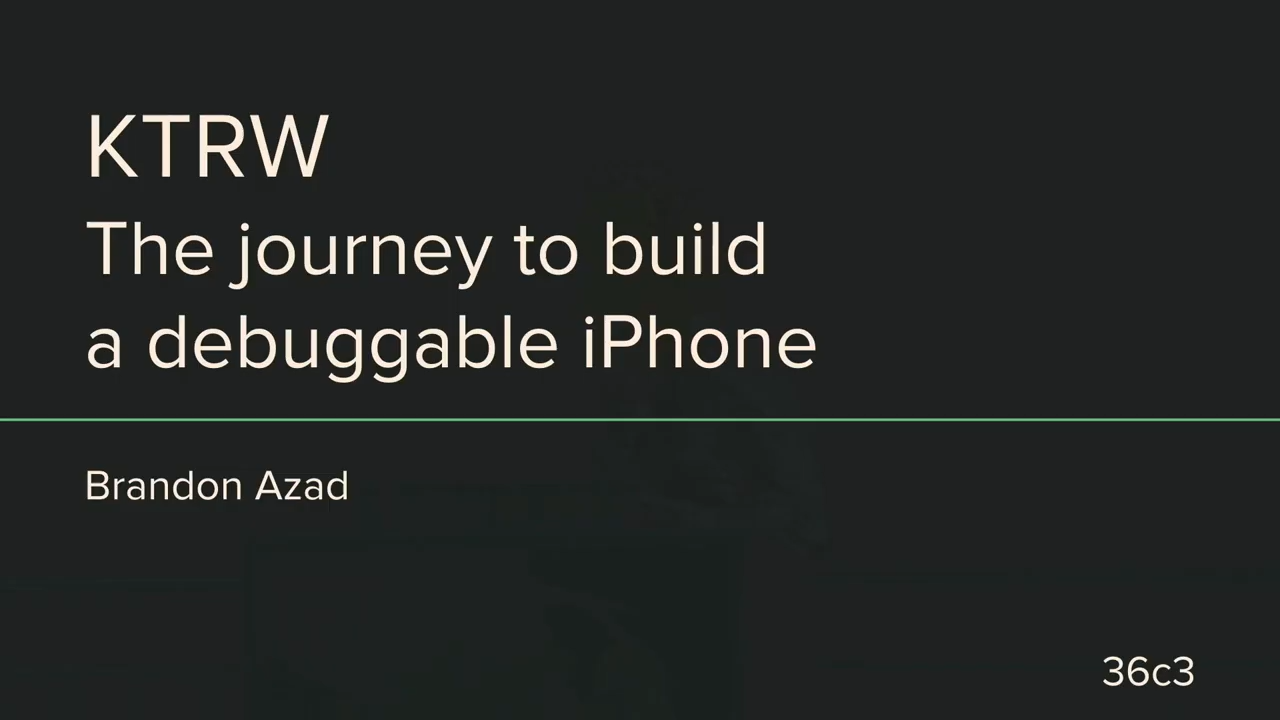 KTRW
The journey to build
a debuggable iPhone
Brandon Azad
36c3